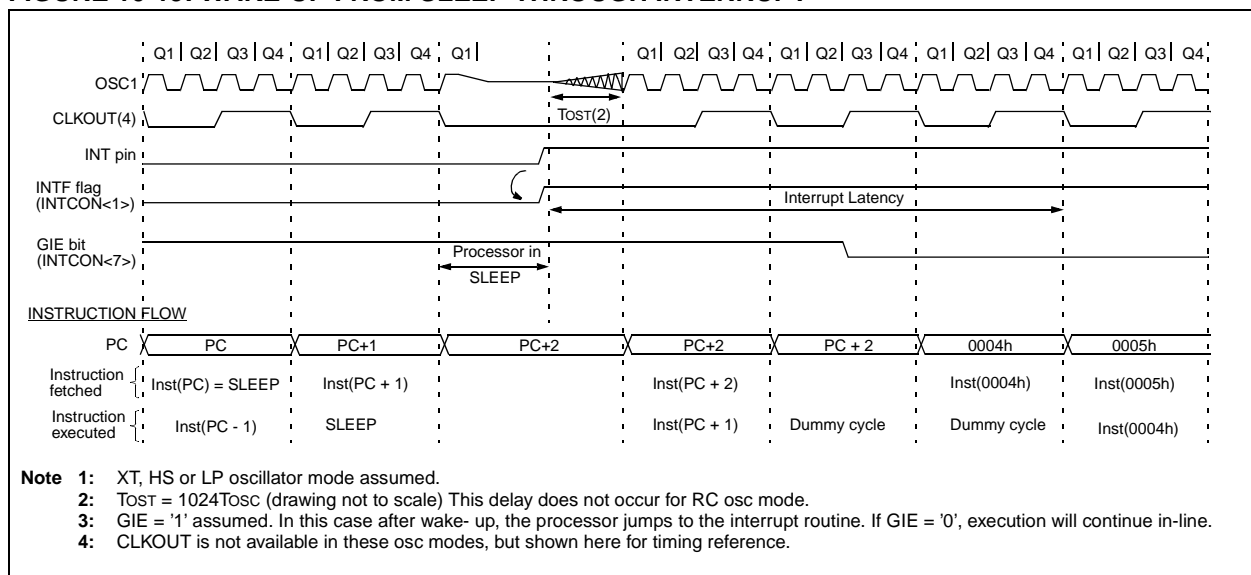 FIGURE 10-19: WAKE-UP FROM SLEEP THROUGH INTERRUPT
Q1 Q2 Q3 Q4 Q1 Q2 Q3 Q4 Q1 Q1 Q2 Q3 Q4 Q1 Q2 Q3 Q4 Q1 Q2 Q3 Q4 Q1 Q2 Q3 Q4
OSC1
TOST(2)
CLKOUT(4)
INT pin
INTF flag
(INTCON<1>)
Interrupt Latency
GIE bit
(INTCON<7>)
Processor in
SLEEP
INSTRUCTION FLOW
PC PC PC+1 PC+2 PC+2 PC + 2 0004h 0005h
Instruction
fetched
Inst(PC) = SLEEP Inst(PC + 1) Inst(PC + 2) Inst(0004h) Inst(0005h)
Instruction
executed
Inst(PC - 1) SLEEP Inst(PC + 1) Dummy cycle Dummy cycle Inst(0004h)
Note 1: XT, HS or LP oscillator mode assumed.
2: TOST = 1024TOSC (drawing not to scale) This delay does not occur for RC osc mode.
3: GIE = '1' assumed. In this case after wake- up, the processor jumps to the interrupt routine. If GIE = '0', execution will continue in-line.
4: CLKOUT is not available in these osc modes, but shown here for timing reference.